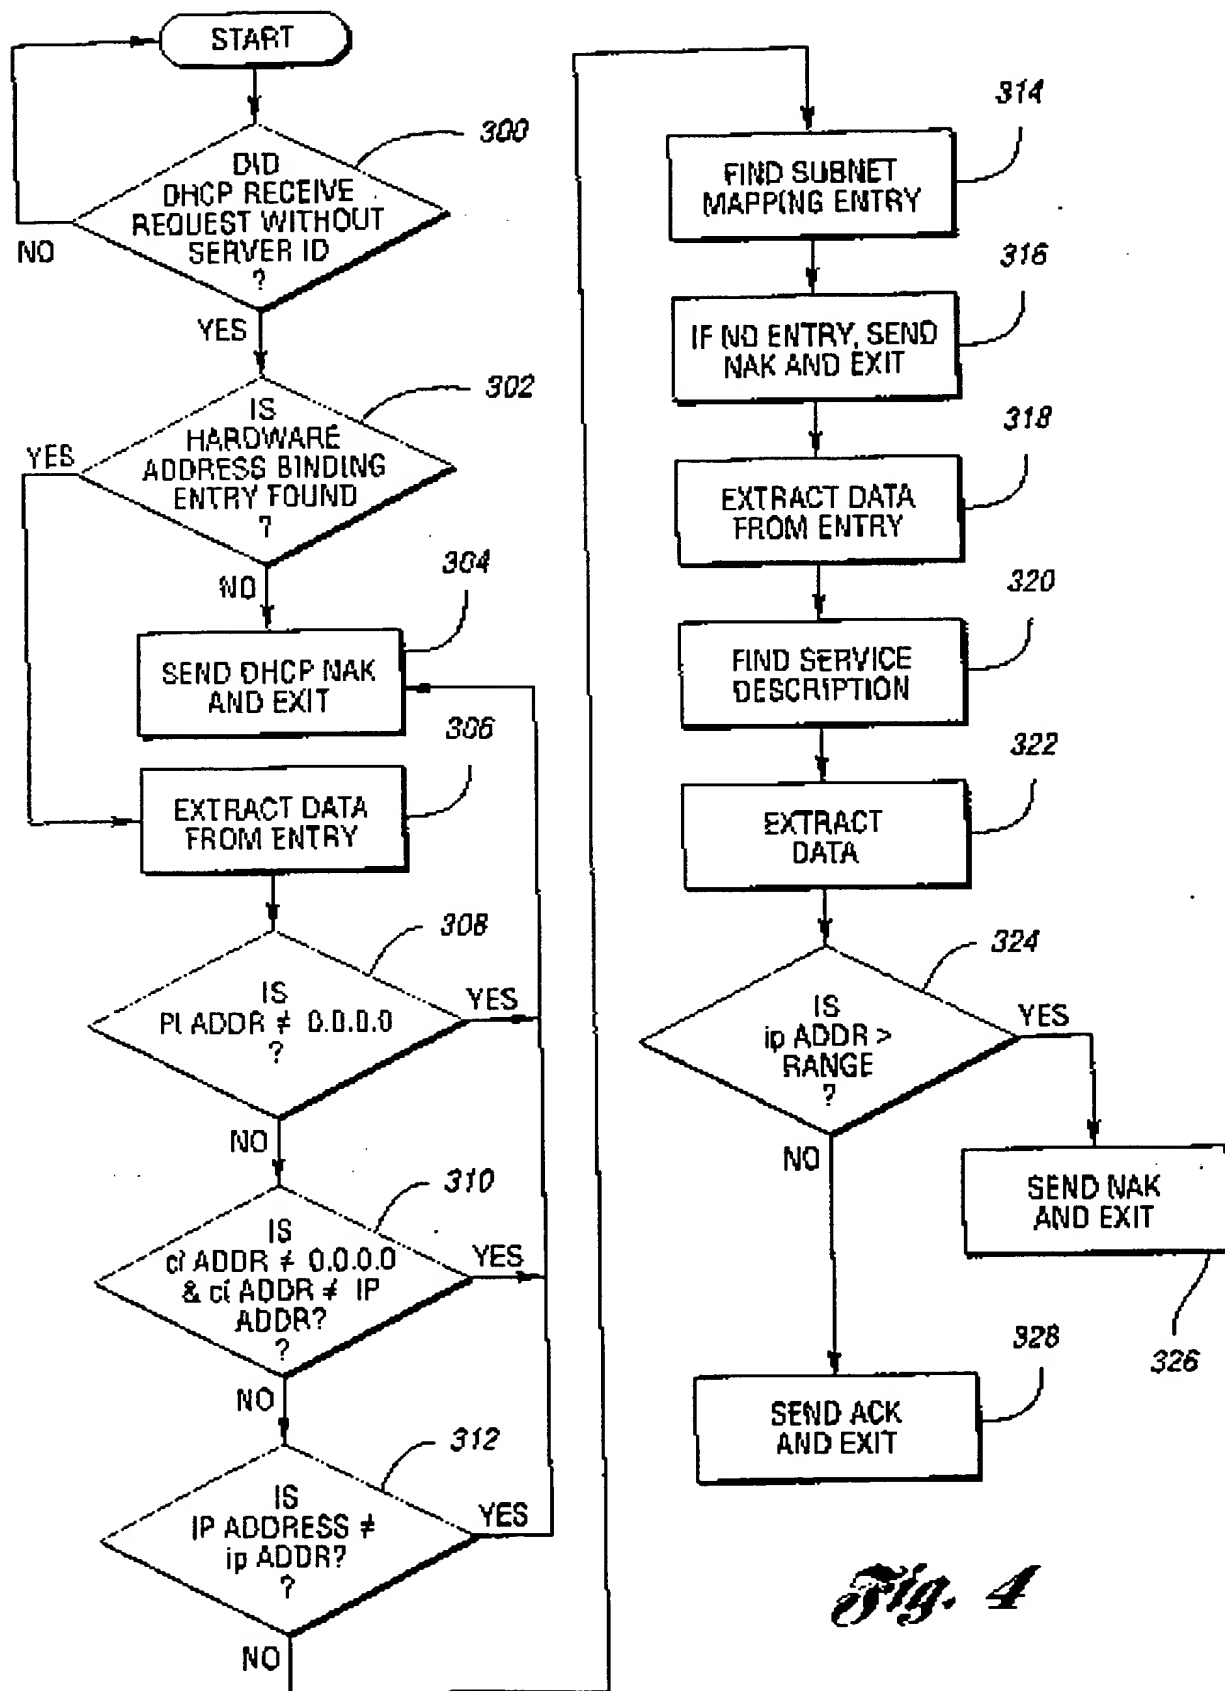 START
300
DID
DHCP RECEIVE
REQUEST WITHOUT
SERVER ID
?
NO
YES
302
IS
HARDWARE
ADDRESS BINDING
ENTRY FOUND
?
YES
NO
304
SEND DHCP NAK
AND EXIT
306
EXTRACT DATA
FROM ENTRY
308
IS
PI ADDR ≠ 0.0.0.0
?
YES
NO
310
IS
ci ADDR ≠ 0.0.0.0
& ci ADDR ≠ IP
ADDR?
?
YES
NO
312
IS
IP ADDRESS ≠
ip ADDR?
?
YES
NO
314
FIND SUBNET
MAPPING ENTRY
316
IF NO ENTRY, SEND
NAK AND EXIT
318
EXTRACT DATA
FROM ENTRY
320
FIND SERVICE
DESCRIPTION
322
EXTRACT
DATA
324
IS
ip ADDR >
RANGE
?
YES
NO
SEND NAK
AND EXIT
326
328
SEND ACK
AND EXIT
Fig. 4